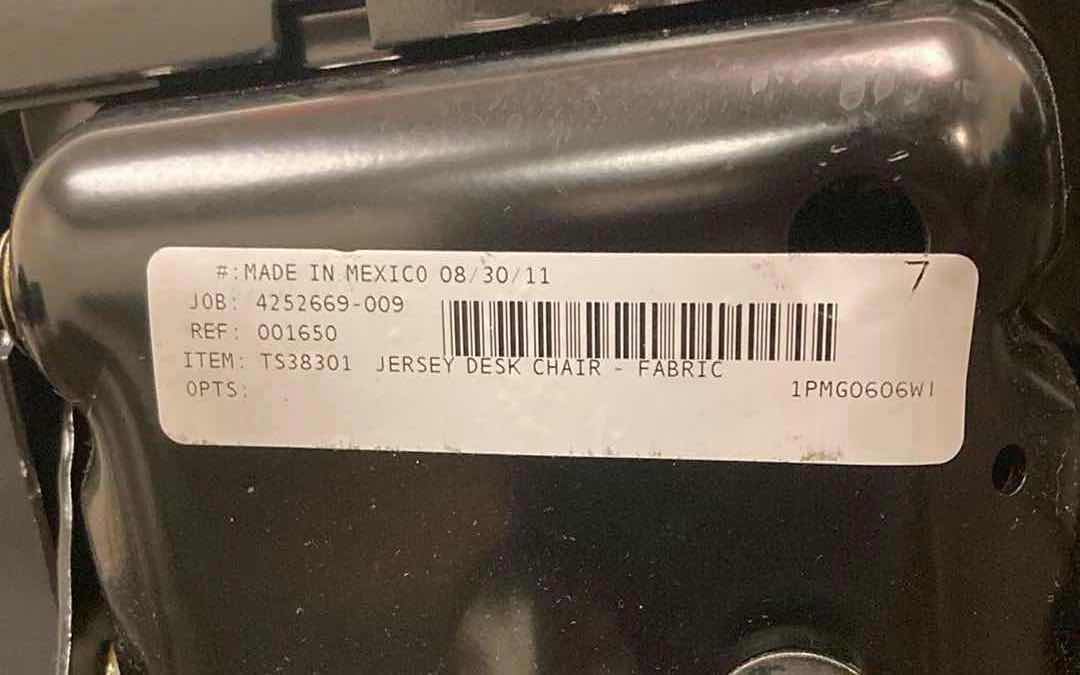 #: MADE IN MEXICO 08/30/11
7
JOB: 4252669-009
REF: 001650
ITEM: TS38301 JERSEY DESK CHAIR - FABRIC
OPTS:
1PMG0606W1